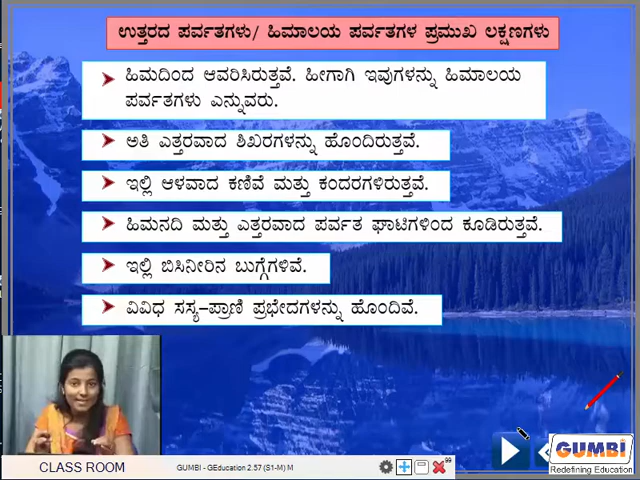 ಉತ್ತರದ ಪರ್ವತಗಳು/ ಹಿಮಾಲಯ ಪರ್ವತಗಳ ಪ್ರಮುಖ ಲಕ್ಷಣಗಳು
ಹಿಮದಿಂದ ಆವರಿಸಿರುತ್ತವೆ. ಹೀಗಾಗಿ ಇವುಗಳನ್ನು ಹಿಮಾಲಯ
ಪರ್ವತಗಳು ಎನ್ನುವರು.
ಅತಿ ಎತ್ತರವಾದ ಶಿಖರಗಳನ್ನು ಹೊಂದಿರುತ್ತವೆ.
ಇಲ್ಲಿ ಆಳವಾದ ಕಣಿವೆ ಮತ್ತು ಕಂದರಗಳಿರುತ್ತವೆ.
ಹಿಮನದಿ ಮತ್ತು ಎತ್ತರವಾದ ಪರ್ವತ ಘಾಟಿಗಳಿಂದ ಕೂಡಿರುತ್ತವೆ.
ಇಲ್ಲಿ ಬಿಸಿನೀರಿನ ಬುಗ್ಗೆಗಳಿವೆ.
ವಿವಿಧ ಸಸ್ಯ–ಪ್ರಾಣಿ ಪ್ರಭೇದಗಳನ್ನು ಹೊಂದಿವೆ.
GUMBi
Redefining Education
CLASS ROOM
GUMBI - GEducation 2.57 (S1-M) M
99